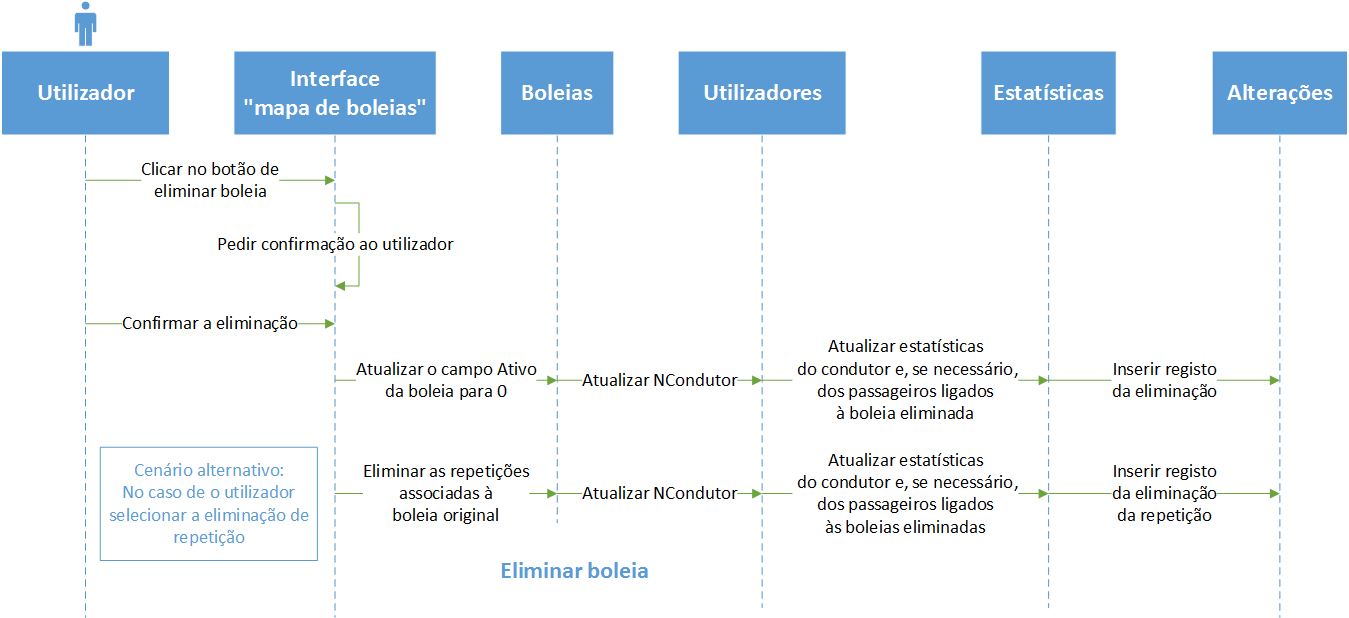 Utilizador
Interface
"mapa de boleias"
Boleias
Utilizadores
Estatísticas
Alterações
Clicar no botão de
eliminar boleia
Pedir confirmação ao utilizador
Confirmar a eliminação
Atualizar o campo Ativo
da boleia para 0
Atualizar NCondutor
Atualizar estatísticas
do condutor e, se necessário,
dos passageiros ligados
à boleia eliminada
Inserir registo
da eliminação
Cenário alternativo:
No caso de o utilizador
selecionar a eliminação de
repetição
Eliminar as repetições
associadas à
boleia original
Atualizar NCondutor
Atualizar estatísticas
do condutor e, se necessário,
dos passageiros ligados
às boleias eliminadas
Inserir registo
da eliminação
da repetição
Eliminar boleia